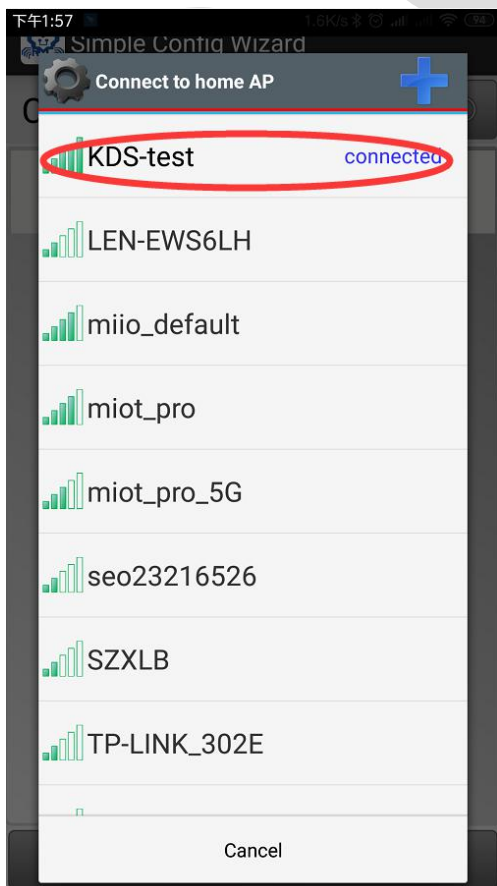 下午1:57 1.6K/s 94
Simple Config Wizard
Connect to home AP
C
KDS-test connected
LEN-EWS6LH
miio_default
miot_pro
miot_pro_5G
seo23216526
SZXLB
TP-LINK_302E
Cancel